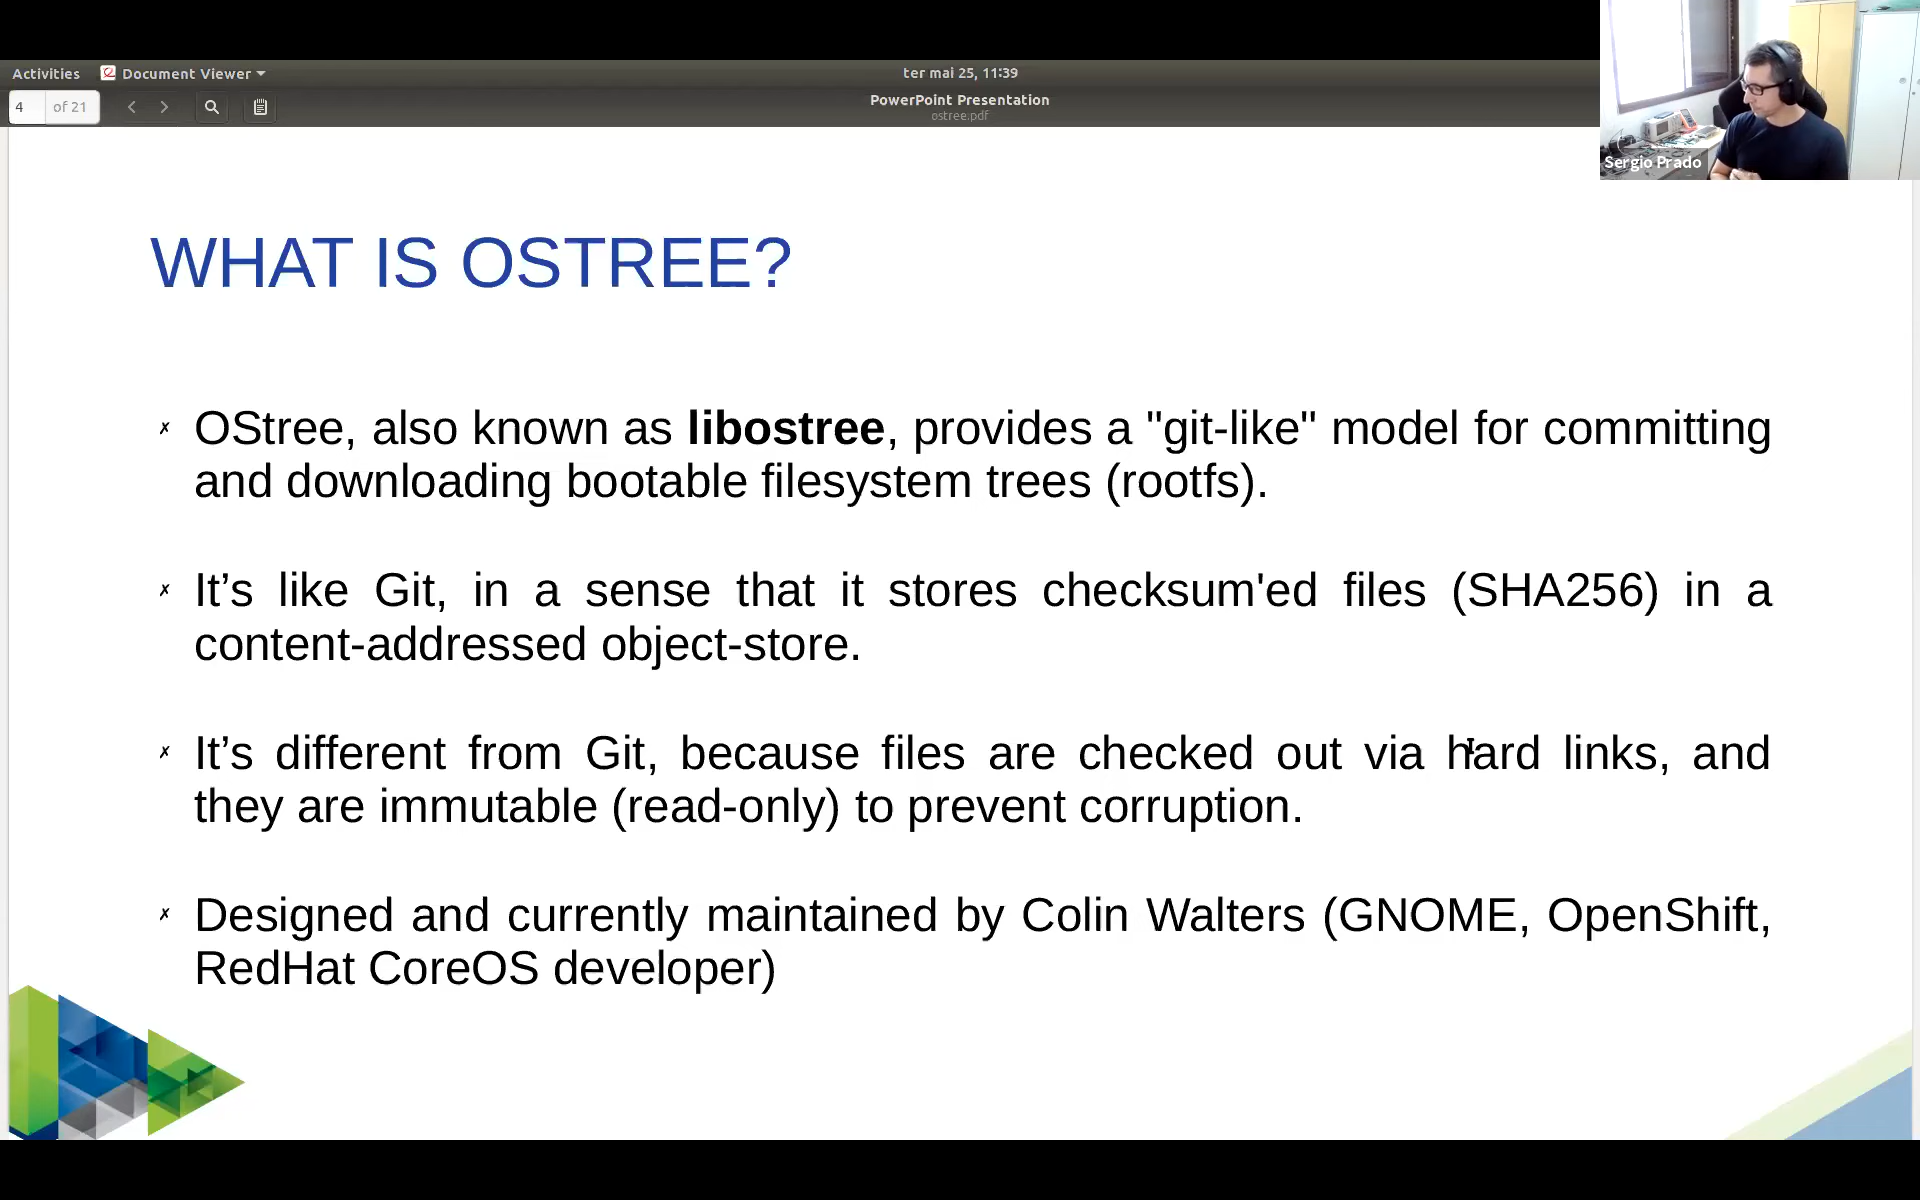 Activities Document Viewer ter mai 25, 11:39
4 of 21 PowerPoint Presentation
ostree.pdf
Sergio Prado
WHAT IS OSTREE?
✗ OStree, also known as libostree, provides a "git-like" model for committing
and downloading bootable filesystem trees (rootfs).
✗ It’s like Git, in a sense that it stores checksum'ed files (SHA256) in a
content-addressed object-store.
✗ It’s different from Git, because files are checked out via hard links, and
they are immutable (read-only) to prevent corruption.
✗ Designed and currently maintained by Colin Walters (GNOME, OpenShift,
RedHat CoreOS developer)